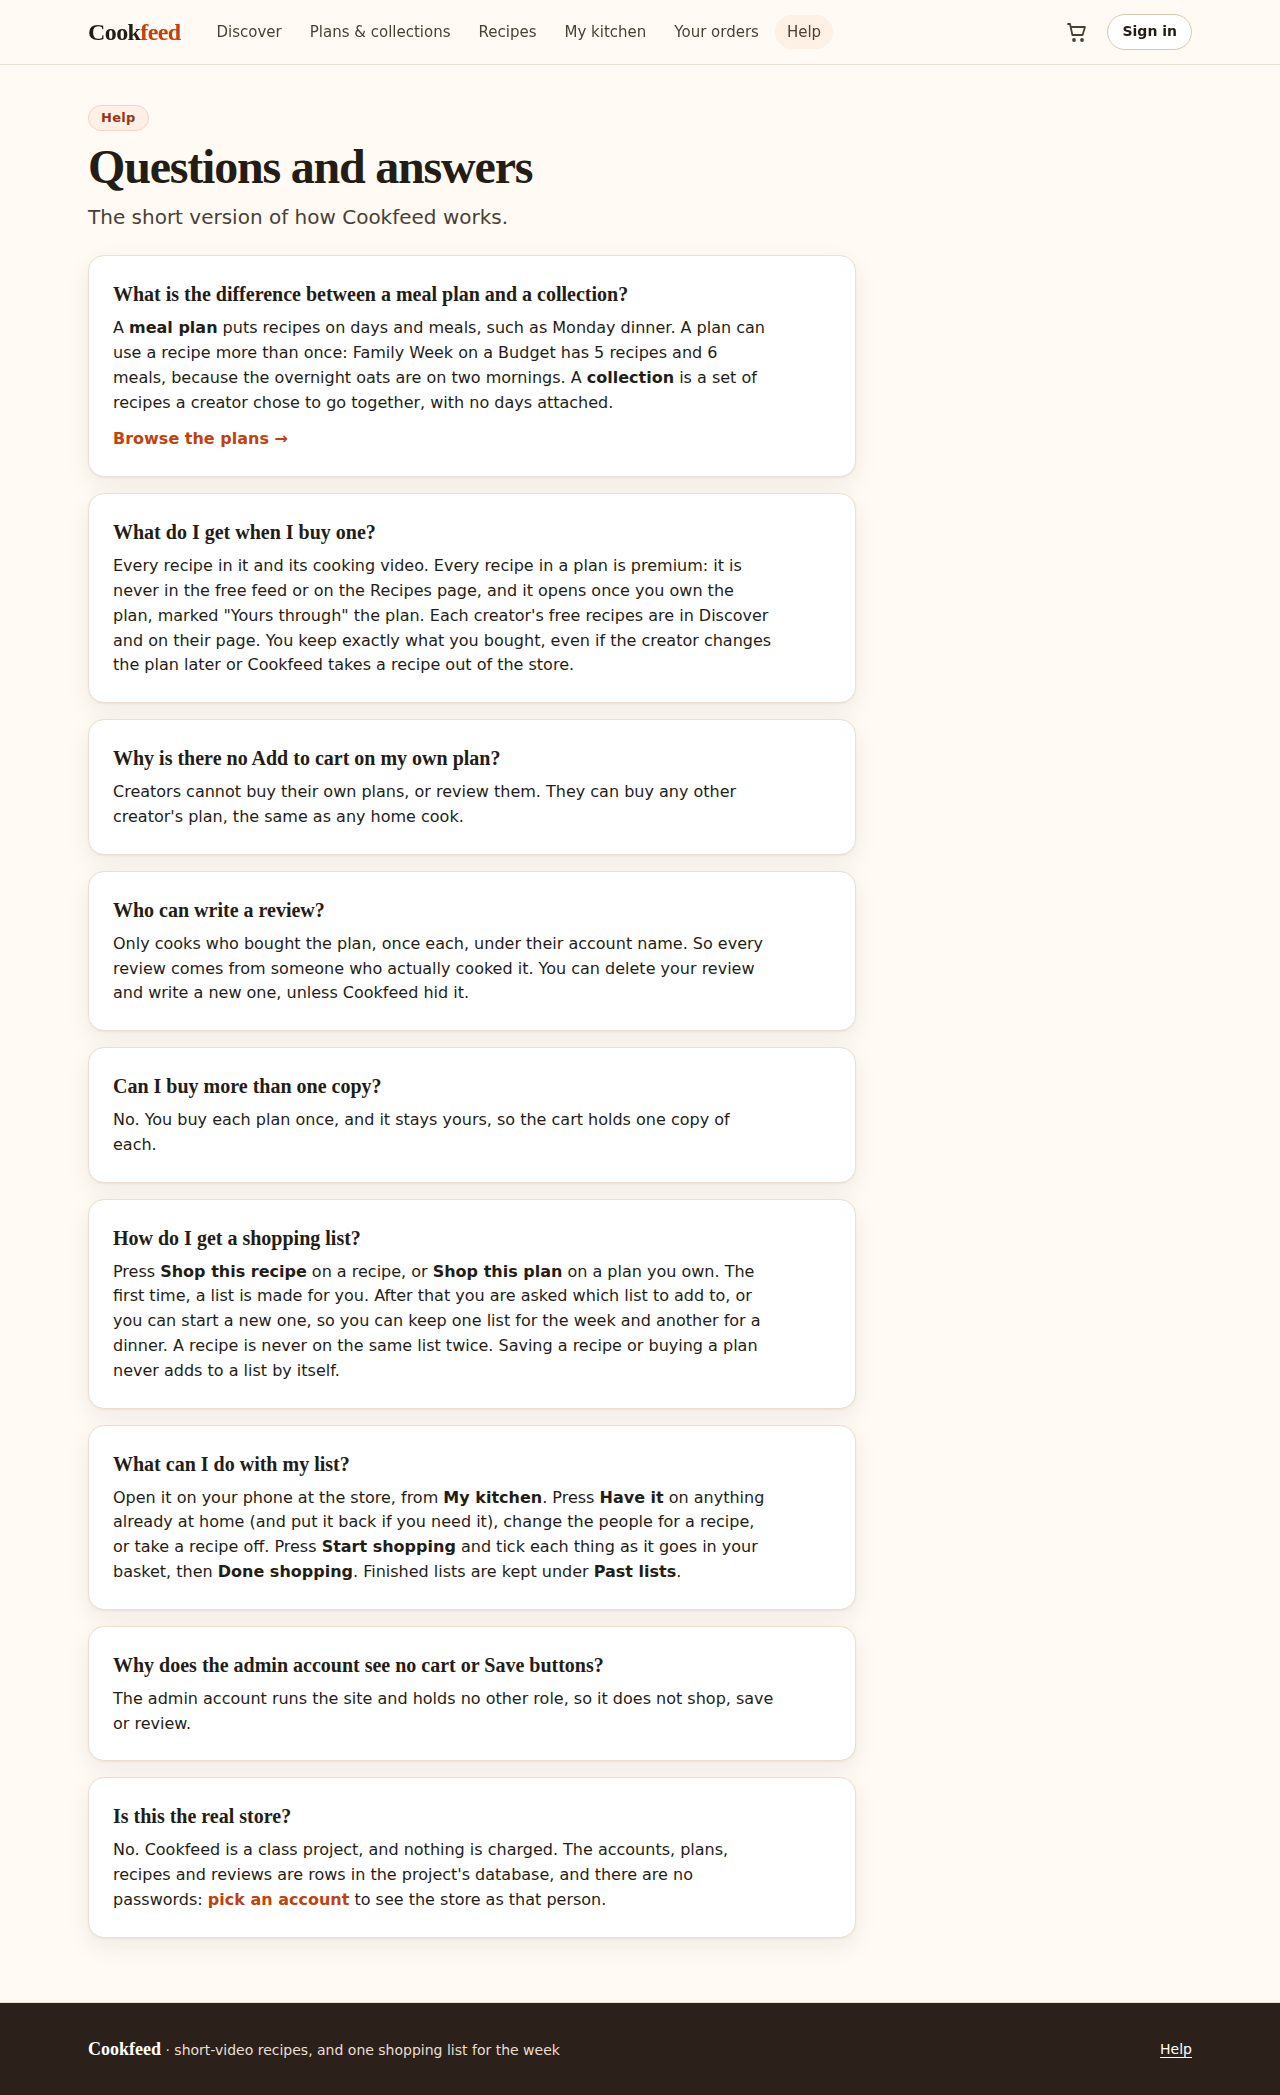 Cookfeed Discover Plans & collections Recipes My kitchen Your orders Help Sign in
Help
Questions and answers
The short version of how Cookfeed works.
What is the difference between a meal plan and a collection?
A meal plan puts recipes on days and meals, such as Monday dinner. A plan can
use a recipe more than once: Family Week on a Budget has 5 recipes and 6
meals, because the overnight oats are on two mornings. A collection is a set of
recipes a creator chose to go together, with no days attached.
Browse the plans →
What do I get when I buy one?
Every recipe in it and its cooking video. Every recipe in a plan is premium: it is
never in the free feed or on the Recipes page, and it opens once you own the
plan, marked "Yours through" the plan. Each creator's free recipes are in Discover
and on their page. You keep exactly what you bought, even if the creator changes
the plan later or Cookfeed takes a recipe out of the store.
Why is there no Add to cart on my own plan?
Creators cannot buy their own plans, or review them. They can buy any other
creator's plan, the same as any home cook.
Who can write a review?
Only cooks who bought the plan, once each, under their account name. So every
review comes from someone who actually cooked it. You can delete your review
and write a new one, unless Cookfeed hid it.
Can I buy more than one copy?
No. You buy each plan once, and it stays yours, so the cart holds one copy of
each.
How do I get a shopping list?
Press Shop this recipe on a recipe, or Shop this plan on a plan you own. The
first time, a list is made for you. After that you are asked which list to add to, or
you can start a new one, so you can keep one list for the week and another for a
dinner. A recipe is never on the same list twice. Saving a recipe or buying a plan
never adds to a list by itself.
What can I do with my list?
Open it on your phone at the store, from My kitchen. Press Have it on anything
already at home (and put it back if you need it), change the people for a recipe,
or take a recipe off. Press Start shopping and tick each thing as it goes in your
basket, then Done shopping. Finished lists are kept under Past lists.
Why does the admin account see no cart or Save buttons?
The admin account runs the site and holds no other role, so it does not shop, save
or review.
Is this the real store?
No. Cookfeed is a class project, and nothing is charged. The accounts, plans,
recipes and reviews are rows in the project's database, and there are no
passwords: pick an account to see the store as that person.
Cookfeed · short-video recipes, and one shopping list for the week Help